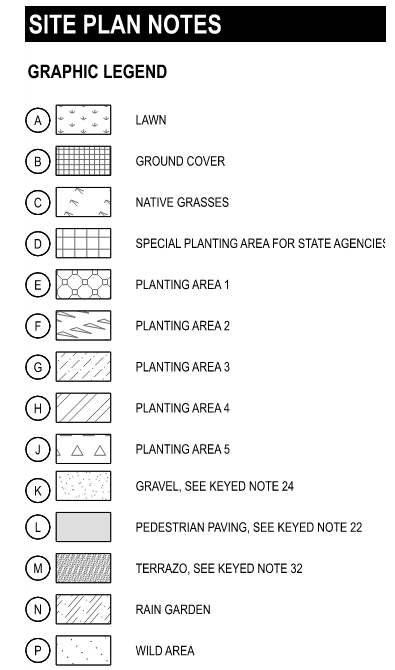 SITE PLAN NOTES
GRAPHIC LEGEND
A LAWN
B GROUND COVER
C NATIVE GRASSES
D SPECIAL PLANTING AREA FOR STATE AGENCIES
E PLANTING AREA 1
F PLANTING AREA 2
G PLANTING AREA 3
H PLANTING AREA 4
J PLANTING AREA 5
K GRAVEL, SEE KEYED NOTE 24
L PEDESTRIAN PAVING, SEE KEYED NOTE 22
M TERRAZO, SEE KEYED NOTE 32
N RAIN GARDEN
P WILD AREA